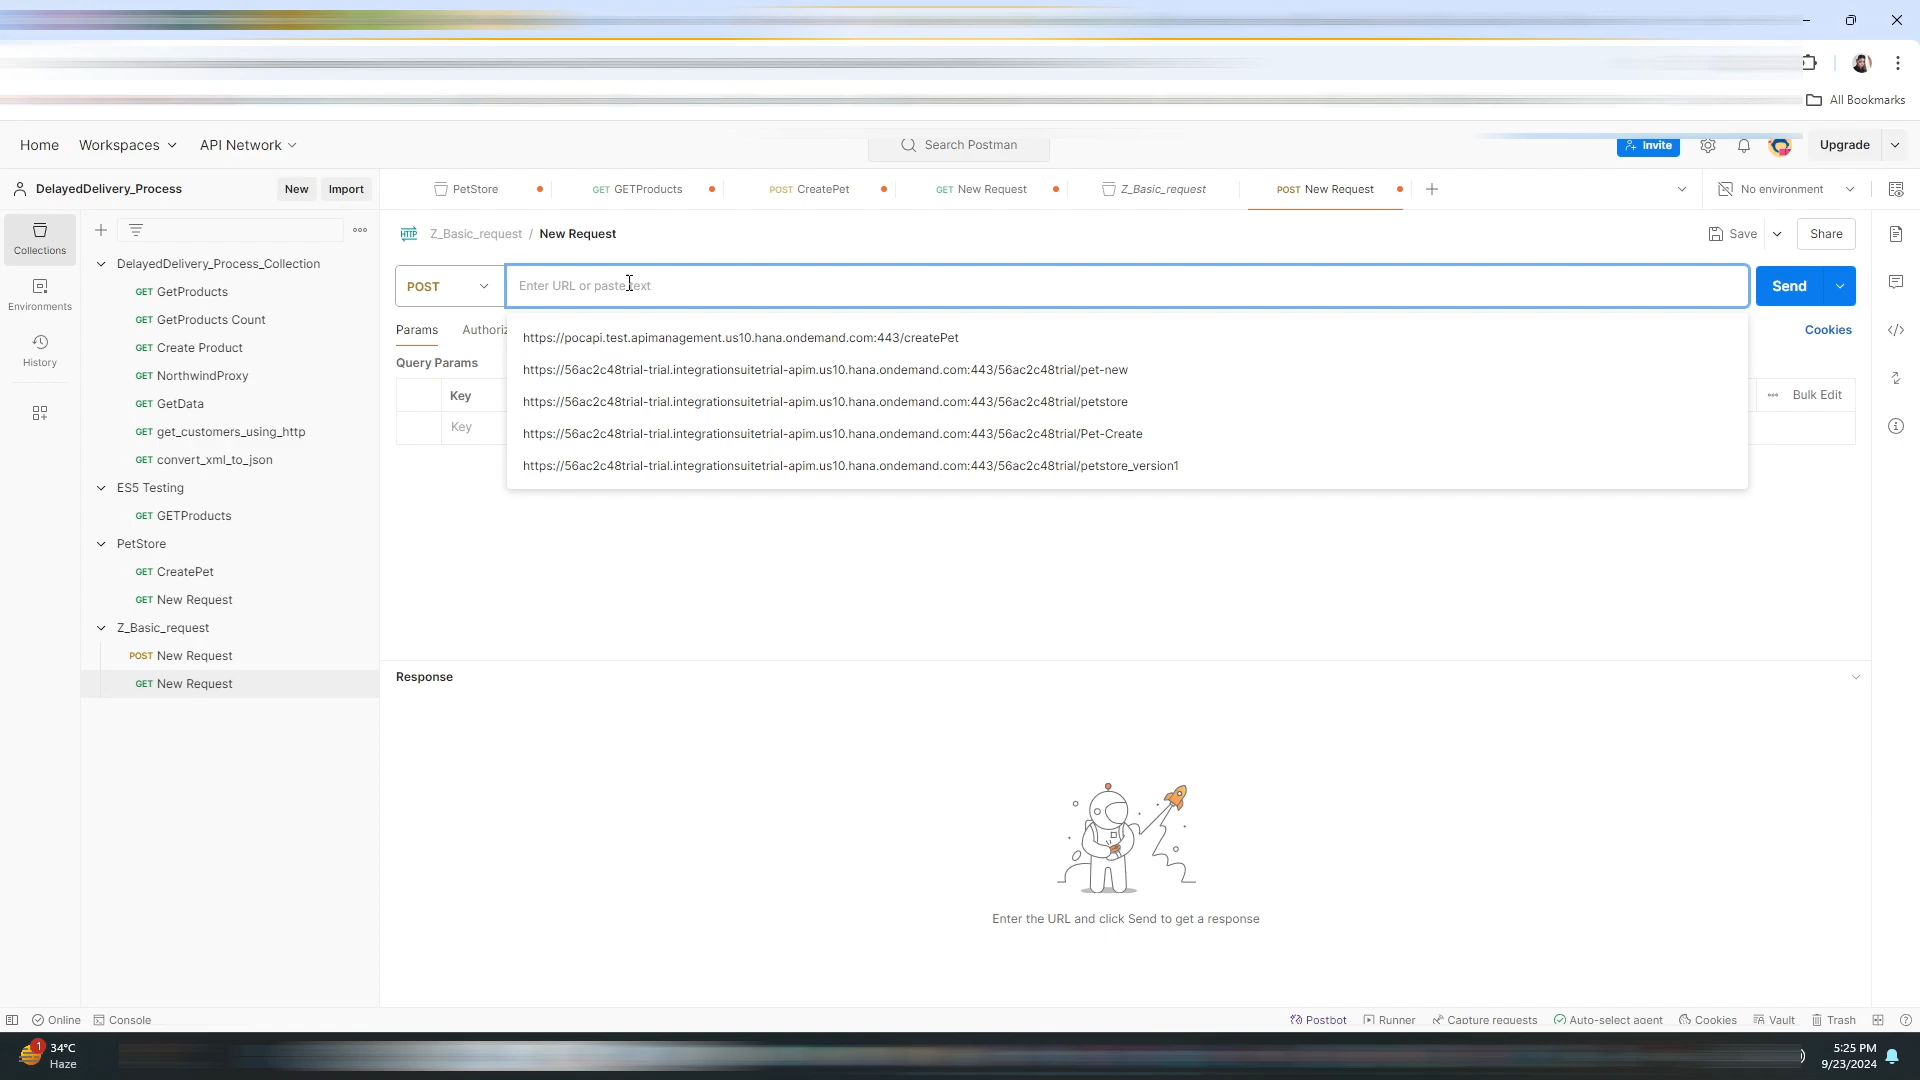 All Bookmarks
Home Workspaces API Network Search Postman Invite Upgrade
DelayedDelivery_Process New Import PetStore GET GETProducts POST CreatePet GET New Request Z_Basic_request POST New Request No environment
Collections
Environments
History
DelayedDelivery_Process_Collection
GET GetProducts
GET GetProducts Count
GET Create Product
GET NorthwindProxy
GET GetData
GET get_customers_using_http
GET convert_xml_to_json
ES5 Testing
GET GETProducts
PetStore
GET CreatePet
GET New Request
Z_Basic_request
POST New Request
GET New Request
HTTP Z_Basic_request / New Request Save Share
POST Enter URL or paste text Send
Params Authoriz Cookies
https://pocapi.test.apimanagement.us10.hana.ondemand.com:443/createPet
Query Params
https://56ac2c48trial-trial.integrationsuitetrial-apim.us10.hana.ondemand.com:443/56ac2c48trial/pet-new
Key Bulk Edit
https://56ac2c48trial-trial.integrationsuitetrial-apim.us10.hana.ondemand.com:443/56ac2c48trial/petstore
Key
https://56ac2c48trial-trial.integrationsuitetrial-apim.us10.hana.ondemand.com:443/56ac2c48trial/Pet-Create
https://56ac2c48trial-trial.integrationsuitetrial-apim.us10.hana.ondemand.com:443/56ac2c48trial/petstore_version1
Response
Enter the URL and click Send to get a response
Online Console Postbot Runner Capture requests Auto-select agent Cookies Vault Trash
1 34°C
Haze
5:25 PM
9/23/2024